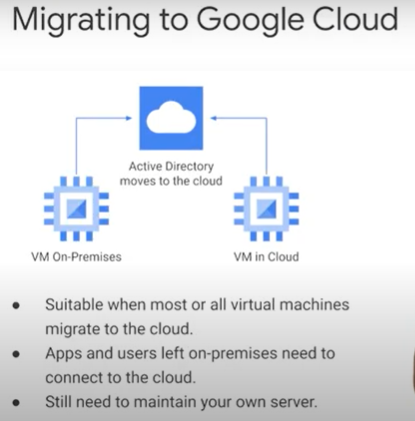 Migrating to Google Cloud
Active Directory
moves to the cloud
VM On-Premises
VM in Cloud
• Suitable when most or all virtual machines
migrate to the cloud.
• Apps and users left on-premises need to
connect to the cloud.
• Still need to maintain your own server.